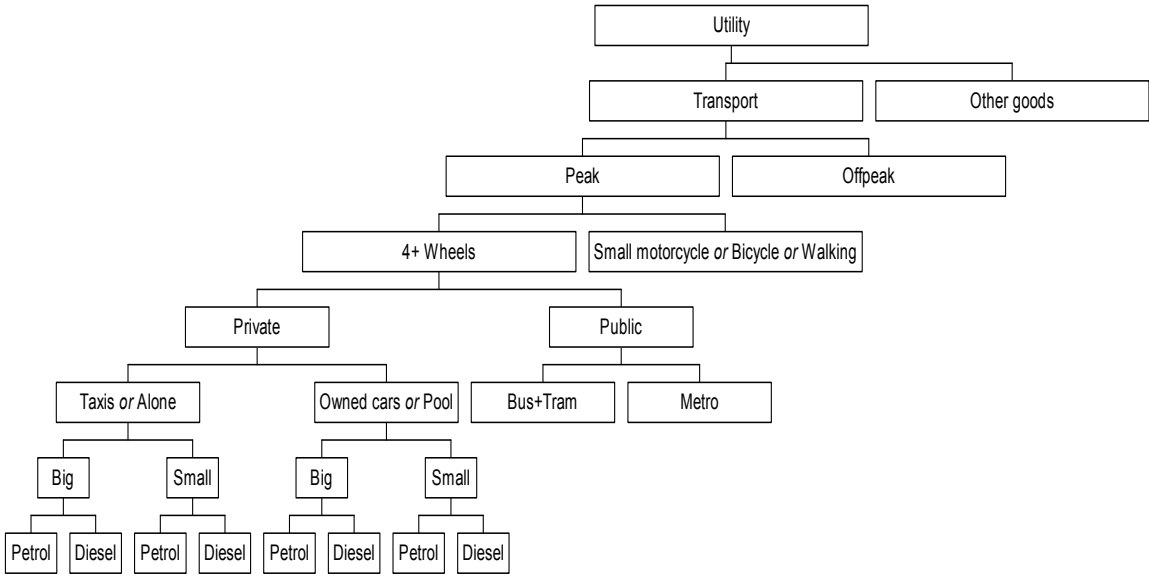 Utility
Transport
Other goods
Peak
Offpeak
4+ Wheels
Small motorcycle or Bicycle or Walking
Private
Public
Taxis or Alone
Owned cars or Pool
Bus+Tram
Metro
Big
Small
Big
Small
Petrol
Diesel
Petrol
Diesel
Petrol
Diesel
Petrol
Diesel